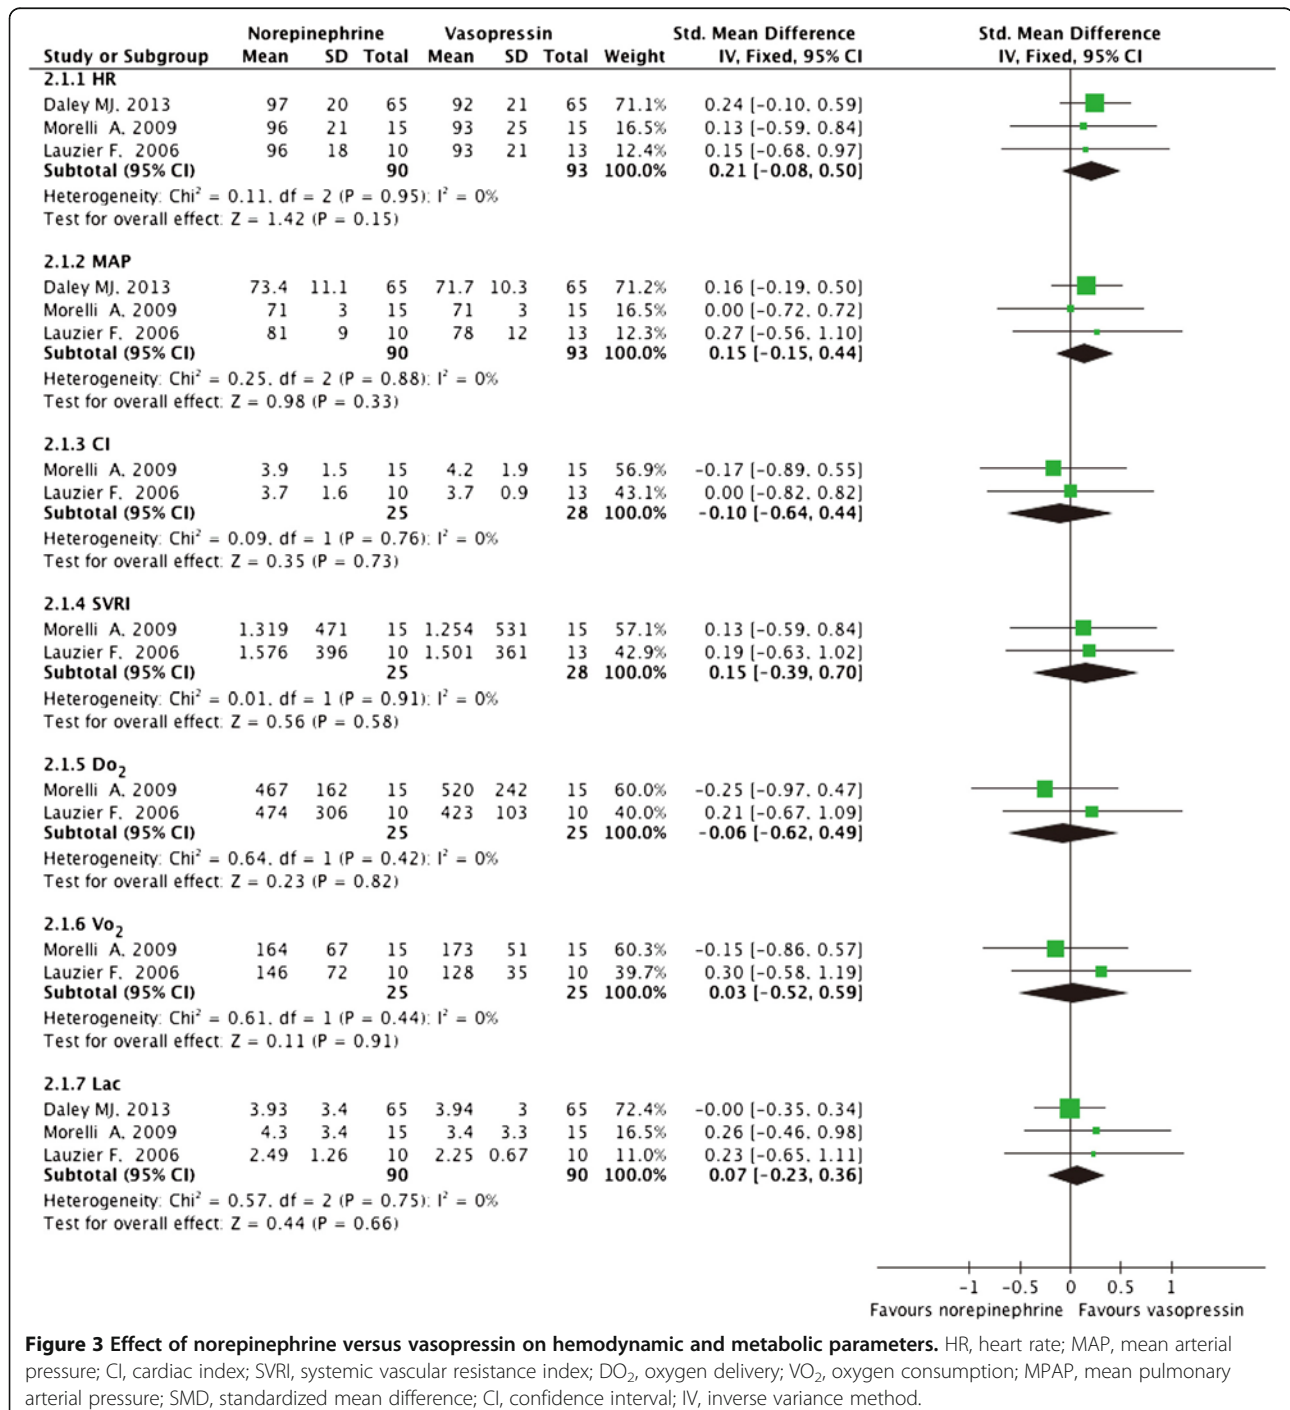 Norepinephrine Vasopressin Std. Mean Difference Std. Mean Difference
Study or Subgroup Mean SD Total Mean SD Total Weight IV, Fixed, 95% CI IV, Fixed, 95% CI
2.1.1 HR
Daley MJ. 2013 97 20 65 92 21 65 71.1% 0.24 [-0.10, 0.59]
Morelli A. 2009 96 21 15 93 25 15 16.5% 0.13 [-0.59, 0.84]
Lauzier F. 2006 96 18 10 93 21 13 12.4% 0.15 [-0.68, 0.97]
Subtotal (95% CI) 90 93 100.0% 0.21 [-0.08, 0.50]
Heterogeneity: Chi² = 0.11, df = 2 (P = 0.95); I² = 0%
Test for overall effect: Z = 1.42 (P = 0.15)
2.1.2 MAP
Daley MJ. 2013 73.4 11.1 65 71.7 10.3 65 71.2% 0.16 [-0.19, 0.50]
Morelli A. 2009 71 3 15 71 3 15 16.5% 0.00 [-0.72, 0.72]
Lauzier F. 2006 81 9 10 78 12 13 12.3% 0.27 [-0.56, 1.10]
Subtotal (95% CI) 90 93 100.0% 0.15 [-0.15, 0.44]
Heterogeneity: Chi² = 0.25, df = 2 (P = 0.88); I² = 0%
Test for overall effect: Z = 0.98 (P = 0.33)
2.1.3 CI
Morelli A. 2009 3.9 1.5 15 4.2 1.9 15 56.9% -0.17 [-0.89, 0.55]
Lauzier F. 2006 3.7 1.6 10 3.7 0.9 13 43.1% 0.00 [-0.82, 0.82]
Subtotal (95% CI) 25 28 100.0% -0.10 [-0.64, 0.44]
Heterogeneity: Chi² = 0.09, df = 1 (P = 0.76); I² = 0%
Test for overall effect: Z = 0.35 (P = 0.73)
2.1.4 SVRI
Morelli A. 2009 1.319 471 15 1.254 531 15 57.1% 0.13 [-0.59, 0.84]
Lauzier F. 2006 1.576 396 10 1.501 361 13 42.9% 0.19 [-0.63, 1.02]
Subtotal (95% CI) 25 28 100.0% 0.15 [-0.39, 0.70]
Heterogeneity: Chi² = 0.01, df = 1 (P = 0.91); I² = 0%
Test for overall effect: Z = 0.56 (P = 0.58)
2.1.5 Do₂
Morelli A. 2009 467 162 15 520 242 15 60.0% -0.25 [-0.97, 0.47]
Lauzier F. 2006 474 306 10 423 103 10 40.0% 0.21 [-0.67, 1.09]
Subtotal (95% CI) 25 25 100.0% -0.06 [-0.62, 0.49]
Heterogeneity: Chi² = 0.64, df = 1 (P = 0.42); I² = 0%
Test for overall effect: Z = 0.23 (P = 0.82)
2.1.6 Vo₂
Morelli A. 2009 164 67 15 173 51 15 60.3% -0.15 [-0.86, 0.57]
Lauzier F. 2006 146 72 10 128 35 10 39.7% 0.30 [-0.58, 1.19]
Subtotal (95% CI) 25 25 100.0% 0.03 [-0.52, 0.59]
Heterogeneity: Chi² = 0.61, df = 1 (P = 0.44); I² = 0%
Test for overall effect: Z = 0.11 (P = 0.91)
2.1.7 Lac
Daley MJ. 2013 3.93 3.4 65 3.94 3 65 72.4% -0.00 [-0.35, 0.34]
Morelli A. 2009 4.3 3.4 15 3.4 3.3 15 16.5% 0.26 [-0.46, 0.98]
Lauzier F. 2006 2.49 1.26 10 2.25 0.67 10 11.0% 0.23 [-0.65, 1.11]
Subtotal (95% CI) 90 90 100.0% 0.07 [-0.23, 0.36]
Heterogeneity: Chi² = 0.57, df = 2 (P = 0.75); I² = 0%
Test for overall effect: Z = 0.44 (P = 0.66)
-1 -0.5 0 0.5 1
Favours norepinephrine Favours vasopressin
Figure 3 Effect of norepinephrine versus vasopressin on hemodynamic and metabolic parameters. HR, heart rate; MAP, mean arterial
pressure; CI, cardiac index; SVRI, systemic vascular resistance index; DO₂, oxygen delivery; VO₂, oxygen consumption; MPAP, mean pulmonary
arterial pressure; SMD, standardized mean difference; CI, confidence interval; IV, inverse variance method.